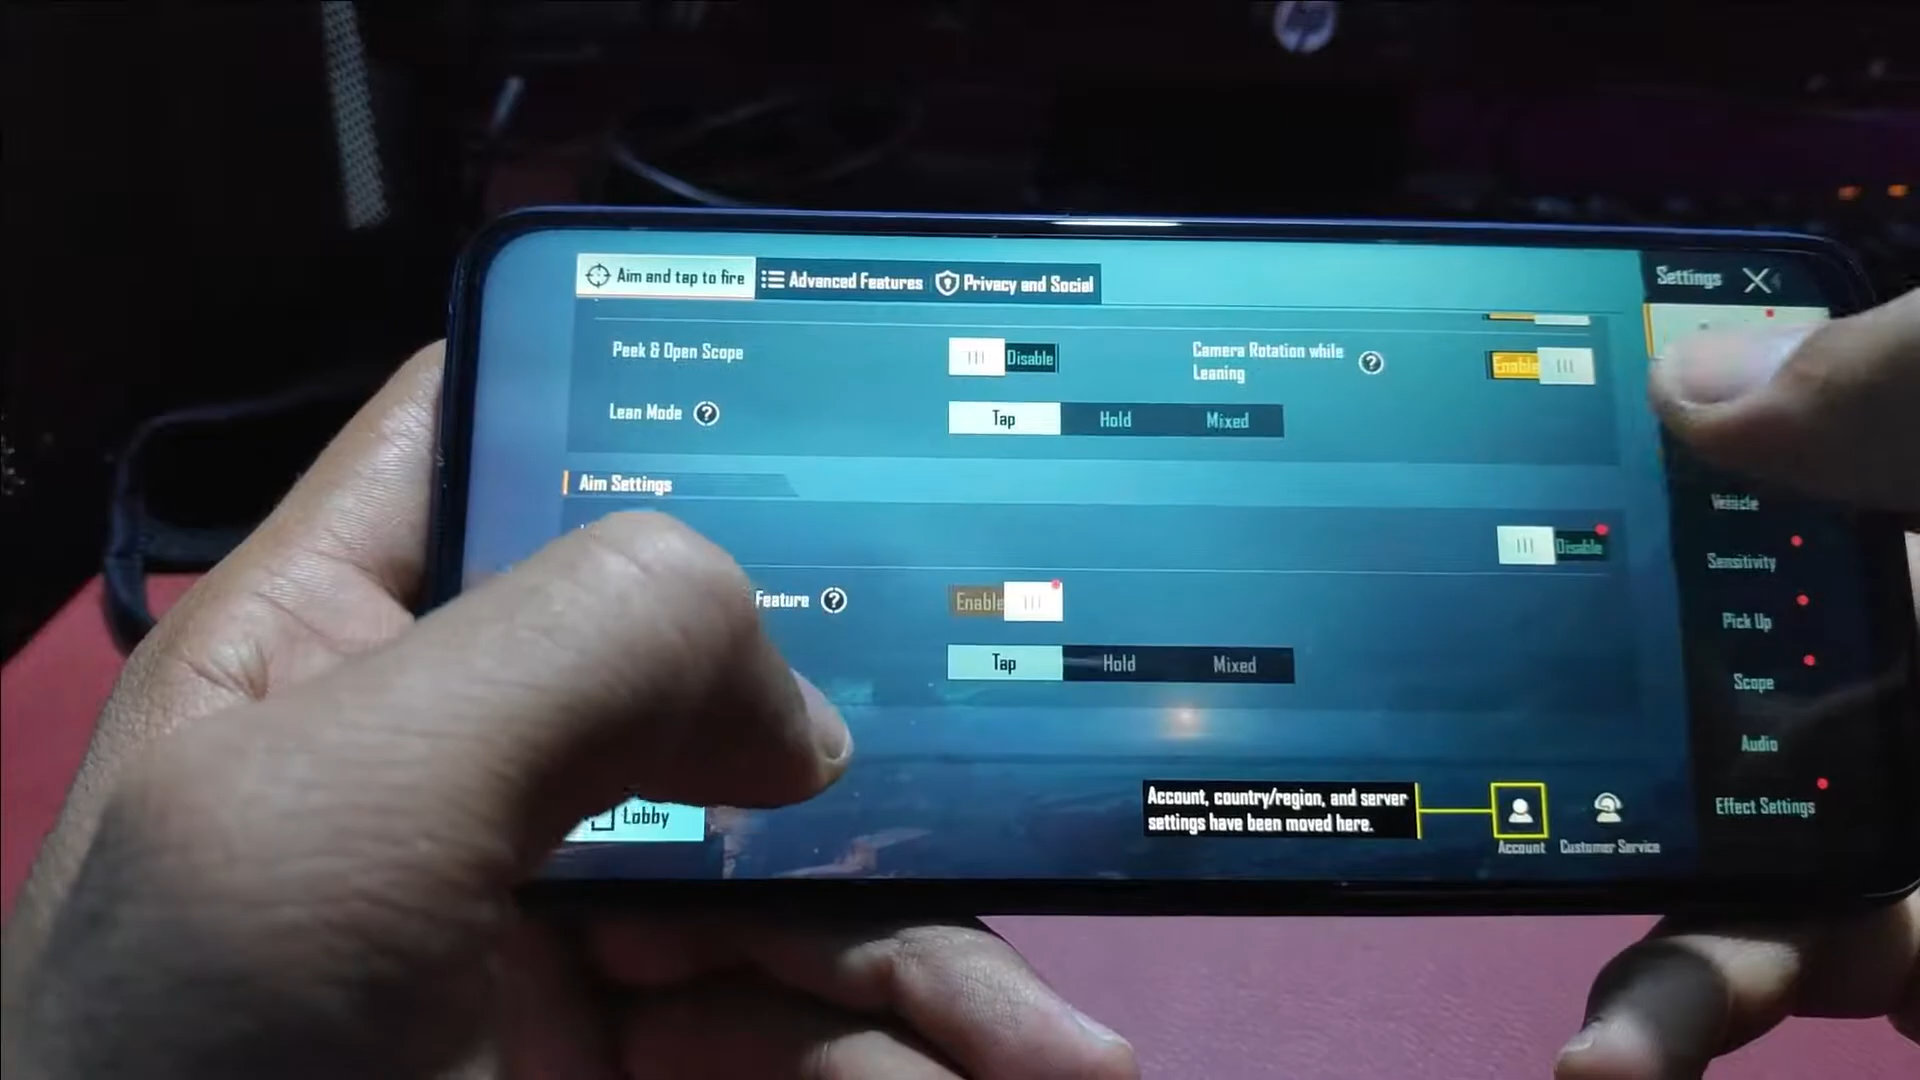 hp
Aim and tap to fire
Advanced Features
Privacy and Social
Settings
Peek & Open Scope
Disable
Camera Rotation while
Leaning
Enable
Lean Mode
Tap
Hold
Mixed
Aim Settings
Disable
Feature
Enable
Tap
Hold
Mixed
Vehicle
Sensitivity
Pick Up
Scope
Audio
Effect Settings
Lobby
Account, country/region, and server
settings have been moved here.
Account
Customer Service